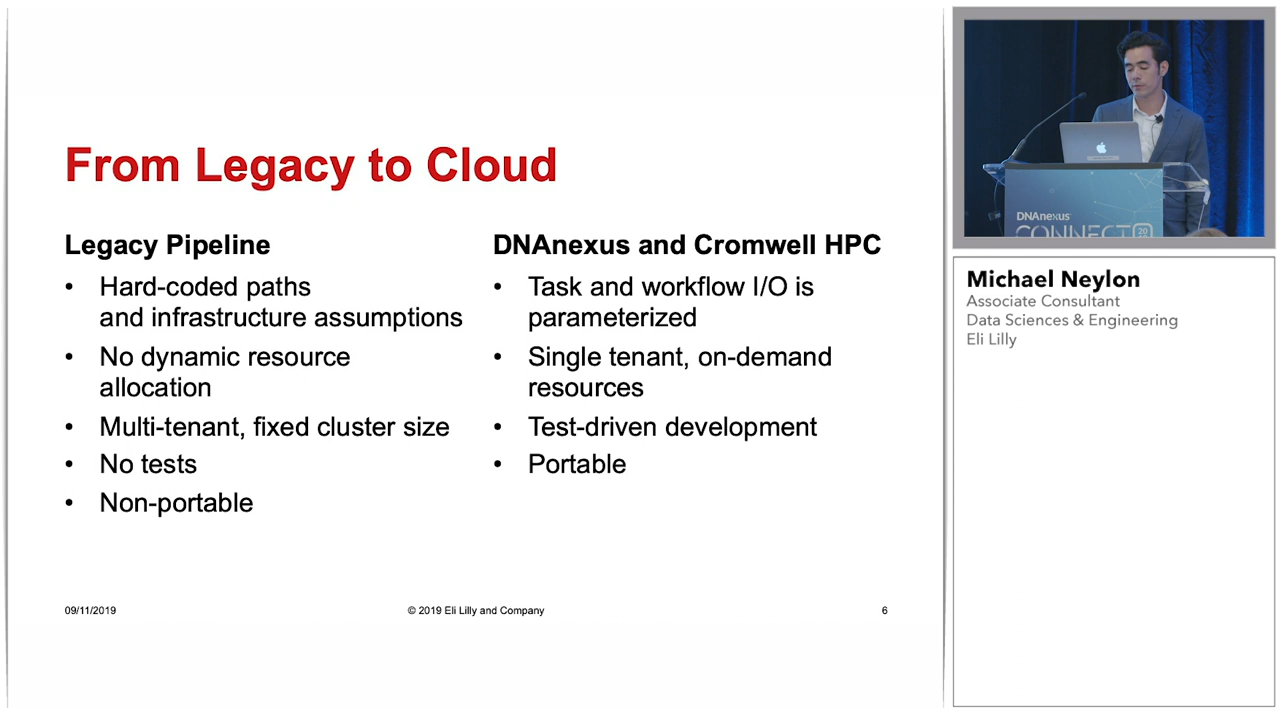 From Legacy to Cloud
Legacy Pipeline
• Hard-coded paths
and infrastructure assumptions
• No dynamic resource
allocation
• Multi-tenant, fixed cluster size
• No tests
• Non-portable
DNAnexus and Cromwell HPC
• Task and workflow I/O is
parameterized
• Single tenant, on-demand
resources
• Test-driven development
• Portable
09/11/2019
© 2019 Eli Lilly and Company
6
DNAnexus
CONNECT
20
Michael Neylon
Associate Consultant
Data Sciences & Engineering
Eli Lilly